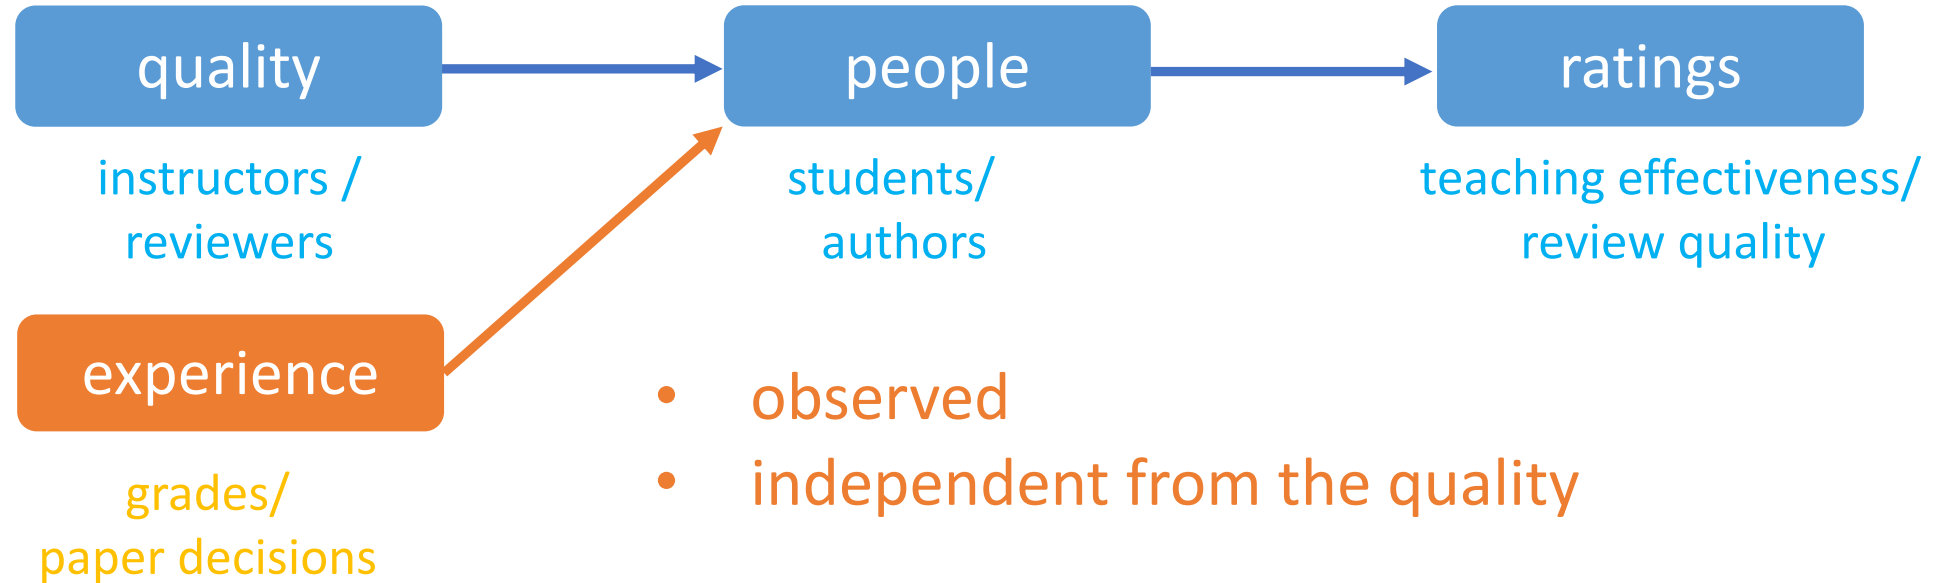 quality
people
ratings
instructors /
reviewers
students/
authors
teaching effectiveness/
review quality
experience
grades/
paper decisions
• observed
• independent from the quality